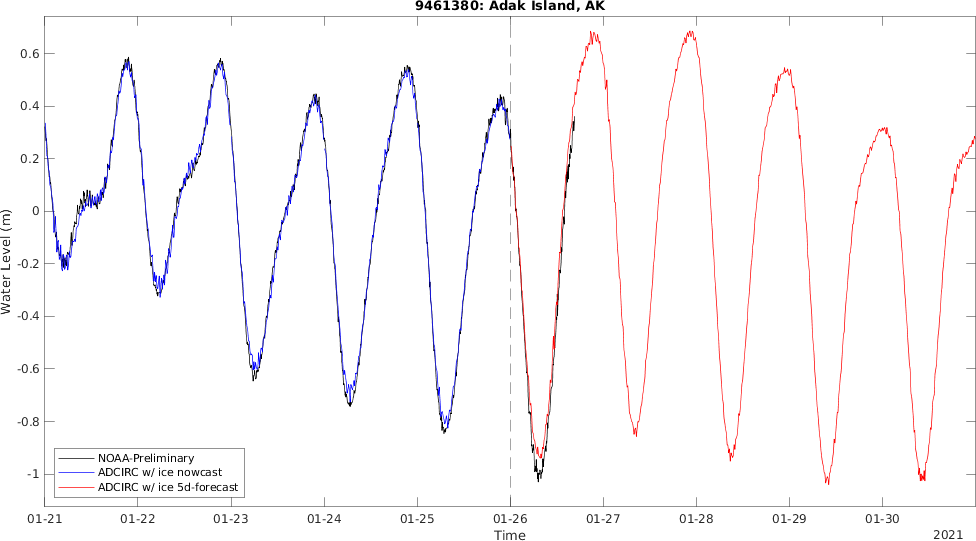 9461380: Adak Island, AK
Water Level (m)
0.6
0.4
0.2
0
-0.2
-0.4
-0.6
-0.8
-1
NOAA-Preliminary
ADCIRC w/ ice nowcast
ADCIRC w/ ice 5d-forecast
01-21 01-22 01-23 01-24 01-25 01-26 01-27 01-28 01-29 01-30
Time
2021